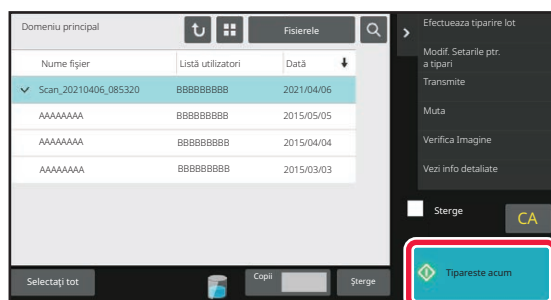 Domeniu principal
Fisierele
Nume fişier Listă utilizatori Dată
Scan_20210406_085320 BBBBBBBBB 2021/04/06
AAAAAAAA BBBBBBBBB 2015/05/05
AAAAAAAA BBBBBBBBB 2015/04/04
AAAAAAAA BBBBBBBBB 2015/03/03
Selectaţi tot
Copii
Şterge
Efectueaza tiparire lot
Modif. Setarile ptr.
a tipari
Transmite
Muta
Verifica Imagine
Vezi info detaliate
Sterge
CA
Tipareste acum